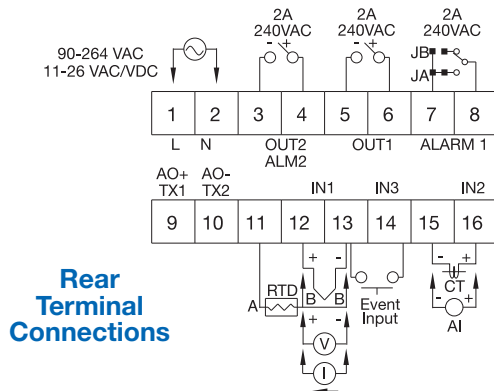 2A 2A 2A
240VAC 240VAC 240VAC
90-264 VAC
11-26 VAC/VDC
- + - + JB
JA
1 2 3 4 5 6 7 8
L N OUT2 OUT1 ALARM 1
ALM2
AO+ AO-
TX1 TX2 IN1 IN3 IN2
9 10 11 12 13 14 15 16
+ - - +
CT
RTD
A B B
Event
Input
+ - - +
V
AI
I
Rear
Terminal
Connections